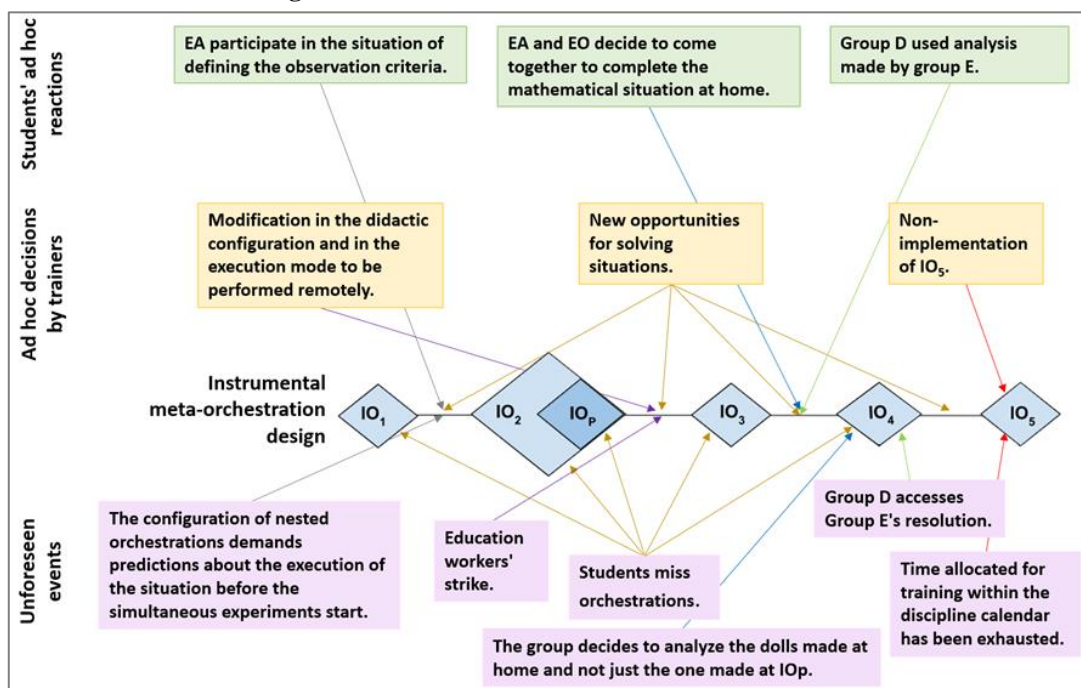 Students' ad hoc
reactions
EA participate in the situation of
defining the observation criteria.
EA and EO decide to come
together to complete the
mathematical situation at home.
Group D used analysis
made by group E.
Ad hoc decisions
by trainers
Modification in the didactic
configuration and in the
execution mode to be
performed remotely.
New opportunities
for solving
situations.
Non-
implementation
of IO₅.
Instrumental
meta-orchestration
design
IO₁
IO₂
IOₚ
IO₃
IO₄
IO₅
Unforeseen
events
The configuration of nested
orchestrations demands
predictions about the execution of
the situation before the
simultaneous experiments start.
Education
workers'
strike.
Students miss
orchestrations.
The group decides to analyze the dolls made at
home and not just the one made at IOp.
Group D accesses
Group E's resolution.
Time allocated for
training within the
discipline calendar
has been exhausted.